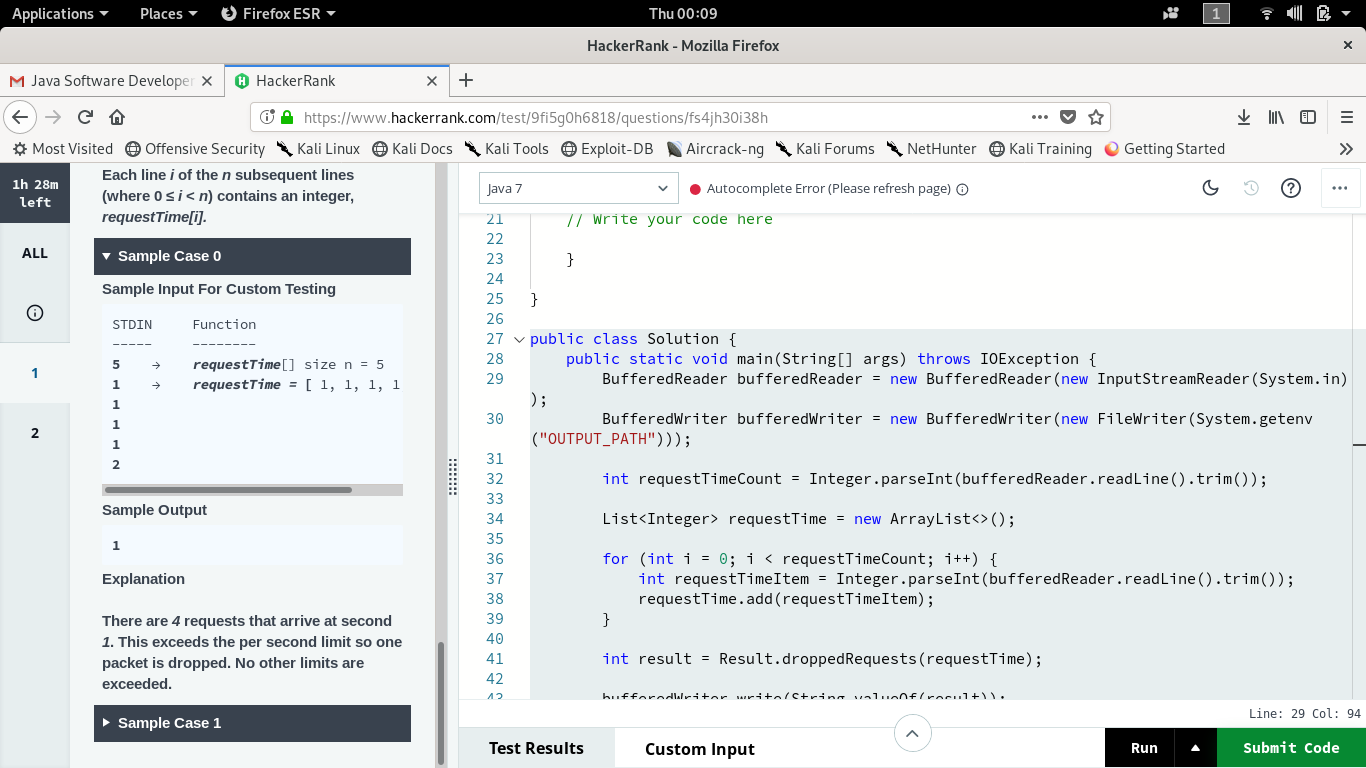 Applications Places Firefox ESR Thu 00:09 1
HackerRank - Mozilla Firefox
Java Software Developer HackerRank
https://www.hackerrank.com/test/9fi5g0h6818/questions/fs4jh30i38h
Most Visited Offensive Security Kali Linux Kali Docs Kali Tools Exploit-DB Aircrack-ng Kali Forums NetHunter Kali Training Getting Started
1h 28m
left
ALL
1
2
Each line i of the n subsequent lines
(where 0 ≤ i < n) contains an integer,
requestTime[i].
Sample Case 0
Sample Input For Custom Testing
STDIN Function
----- --------
5 → requestTime[] size n = 5
1 → requestTime = [ 1, 1, 1, 1
1
1
1
2
Sample Output
1
Explanation
There are 4 requests that arrive at second
1. This exceeds the per second limit so one
packet is dropped. No other limits are
exceeded.
Sample Case 1
Java 7 Autocomplete Error (Please refresh page)
21 // Write your code here
22
23 }
24
25 }
26
27 public class Solution {
28 public static void main(String[] args) throws IOException {
29 BufferedReader bufferedReader = new BufferedReader(new InputStreamReader(System.in)
);
30 BufferedWriter bufferedWriter = new BufferedWriter(new FileWriter(System.getenv
("OUTPUT_PATH")));
31
32 int requestTimeCount = Integer.parseInt(bufferedReader.readLine().trim());
33
34 List<Integer> requestTime = new ArrayList<>();
35
36 for (int i = 0; i < requestTimeCount; i++) {
37 int requestTimeItem = Integer.parseInt(bufferedReader.readLine().trim());
38 requestTime.add(requestTimeItem);
39 }
40
41 int result = Result.droppedRequests(requestTime);
42
43 bufferedWriter.write(String.valueOf(result));
Line: 29 Col: 94
Test Results Custom Input Run Submit Code